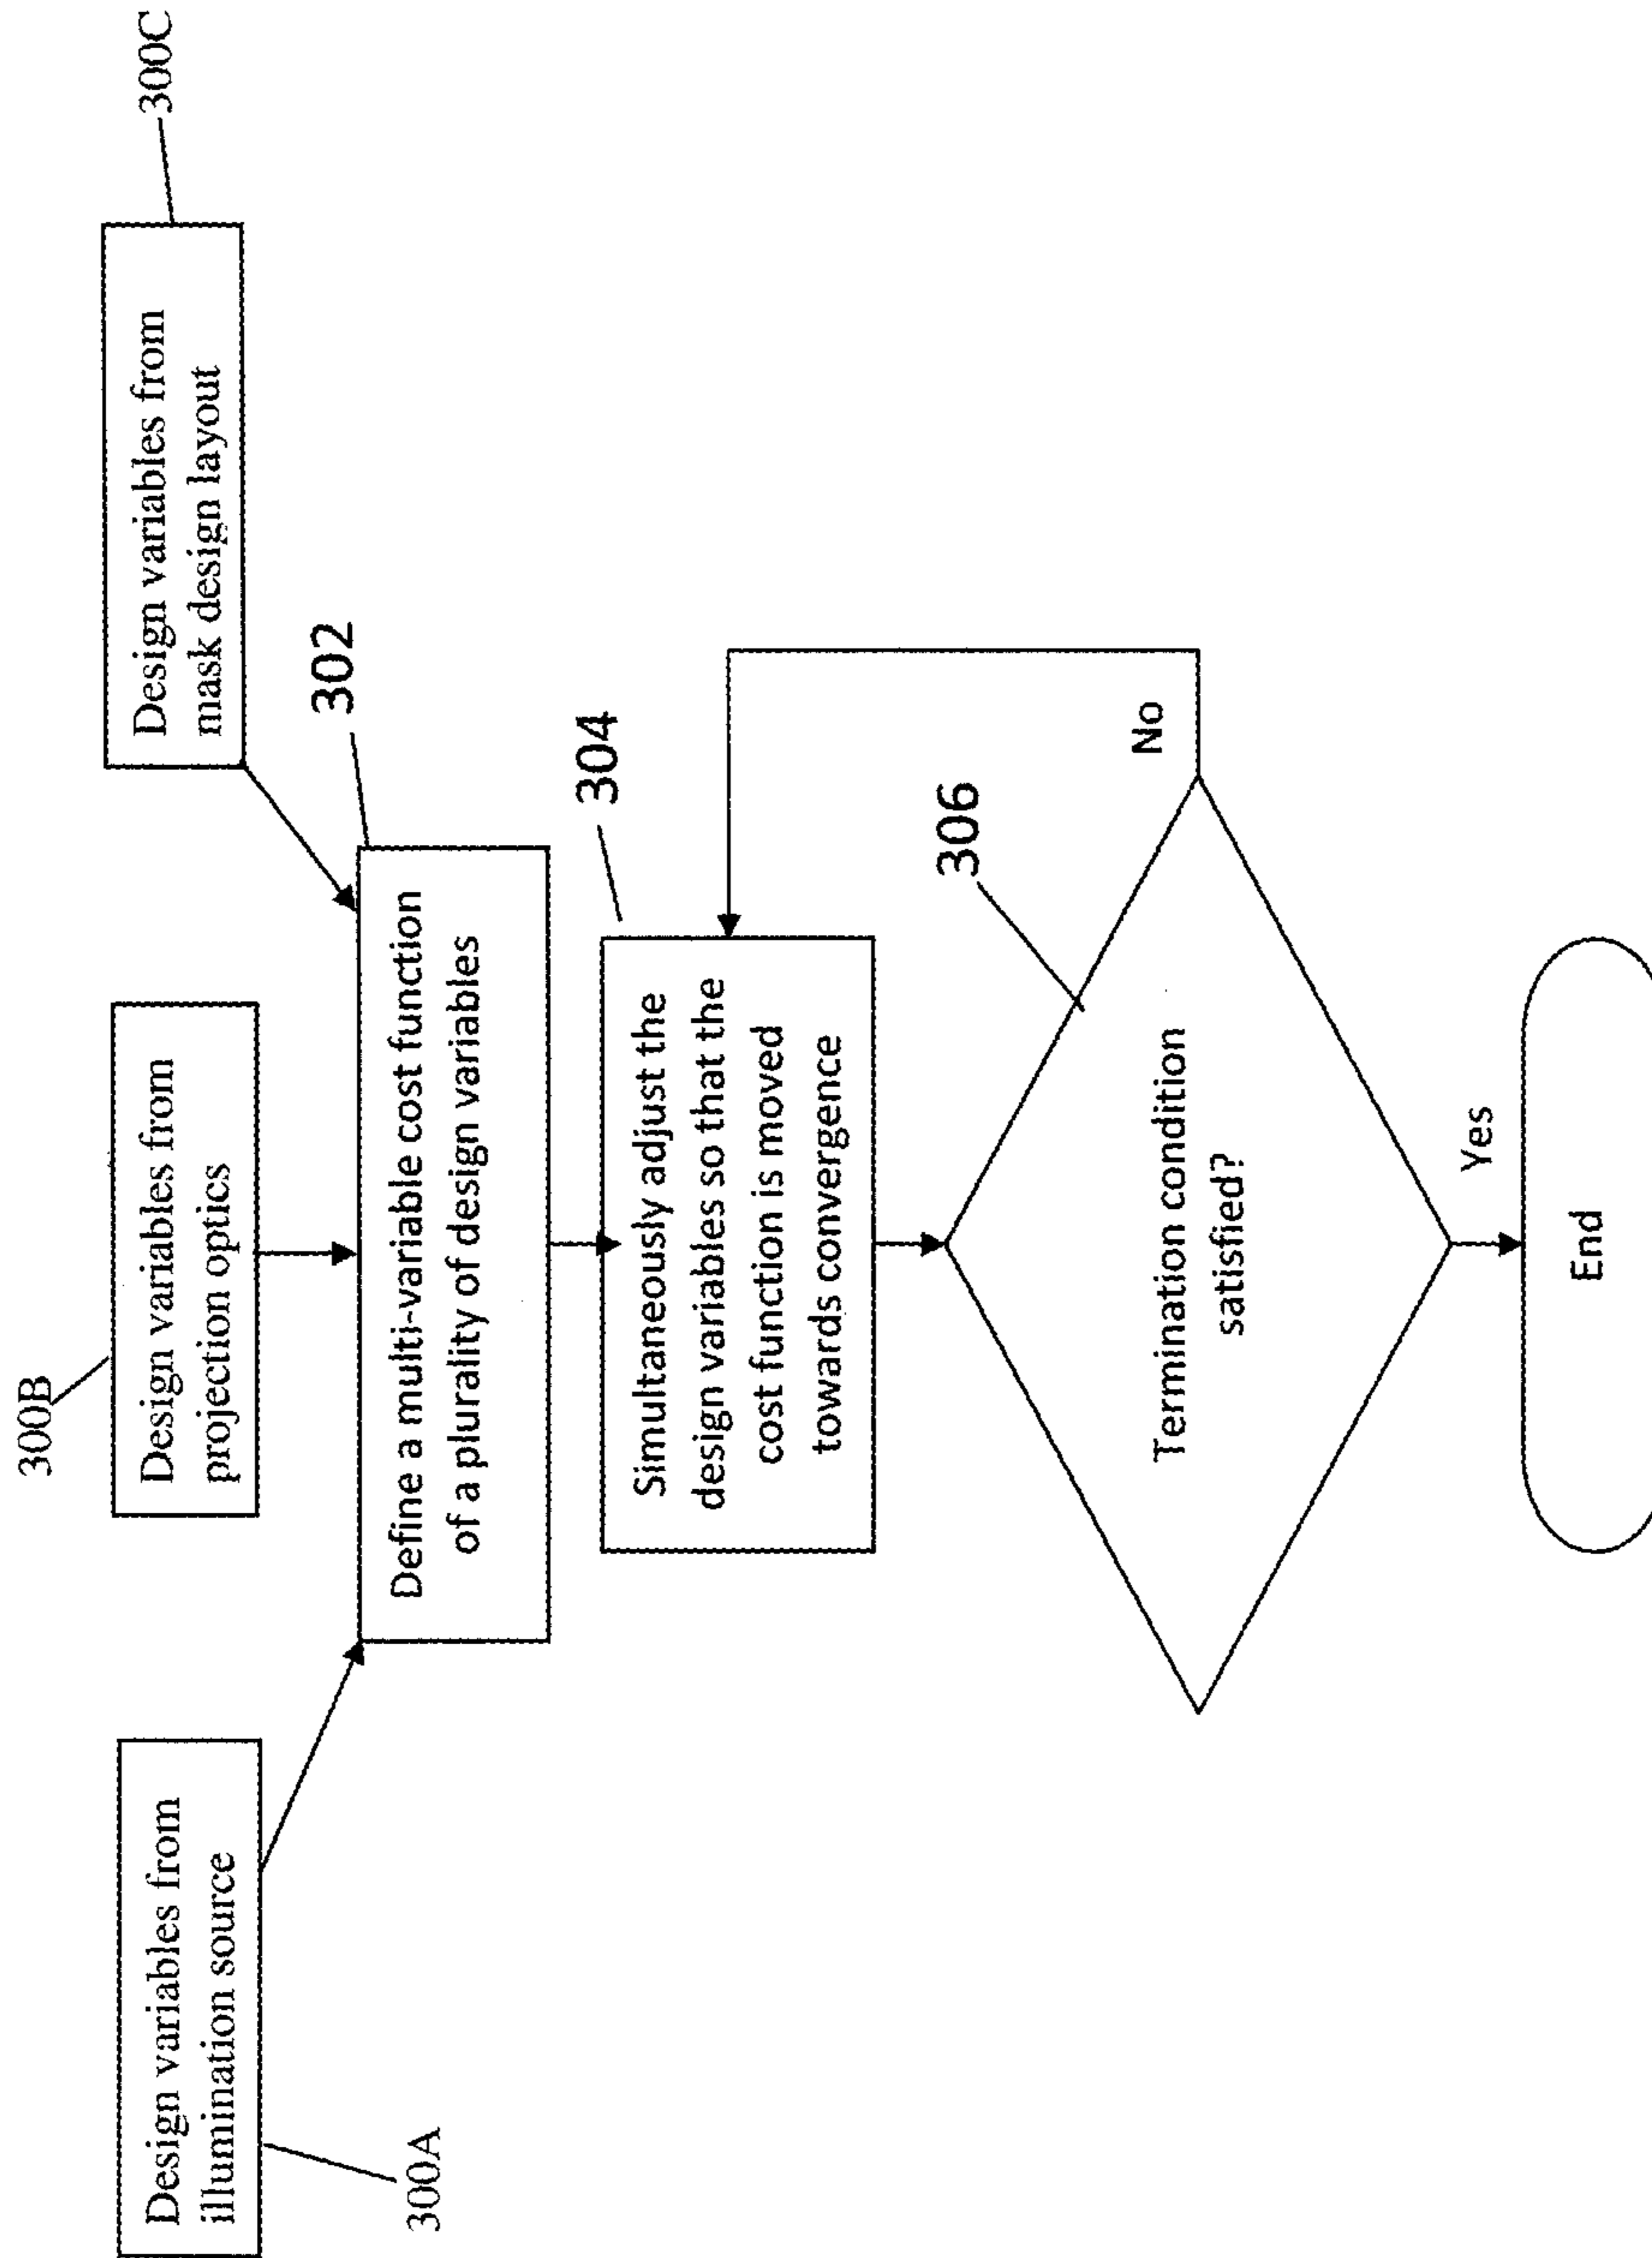 300B
300C
Design variables from
illumination source
Design variables from
projection optics
Design variables from
mask design layout
300A
302
Define a multi-variable cost function
of a plurality of design variables
304
Simultaneously adjust the
design variables so that the
cost function is moved
towards convergence
306
No
Termination condition
satisfied?
Yes
End